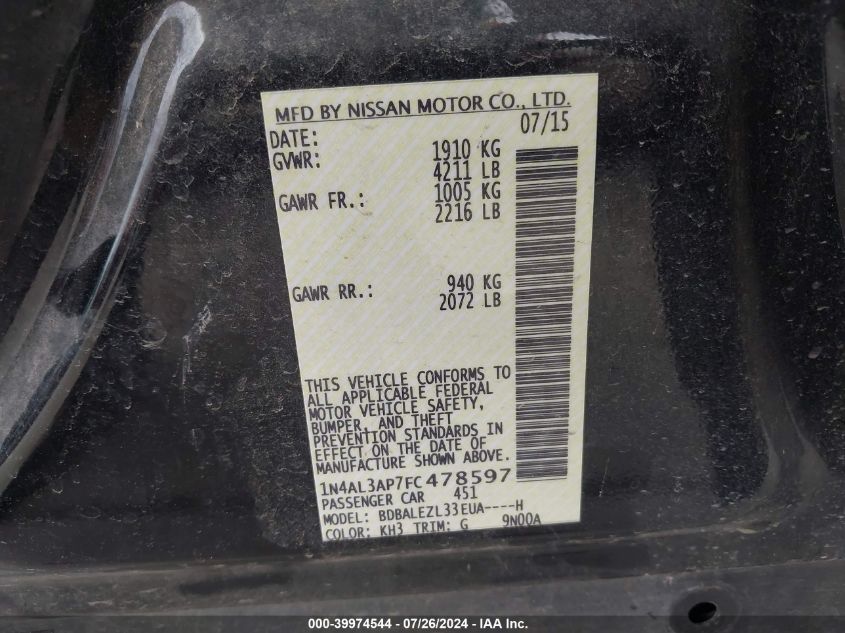 MFD BY NISSAN MOTOR CO., LTD.
DATE: 07/15
GVWR: 1910 KG
4211 LB
GAWR FR.: 1005 KG
2216 LB
GAWR RR.: 940 KG
2072 LB
THIS VEHICLE CONFORMS TO
ALL APPLICABLE FEDERAL
MOTOR VEHICLE SAFETY,
BUMPER, AND THEFT
PREVENTION STANDARDS IN
EFFECT ON THE DATE OF
MANUFACTURE SHOWN ABOVE.
1N4AL3AP7FC478597
PASSENGER CAR 451
MODEL: BDBALEZL33EUA----H
COLOR: KH3 TRIM: G 9N00A
000-39974544 / 07/26/2024 — Copyright IAA, Inc.